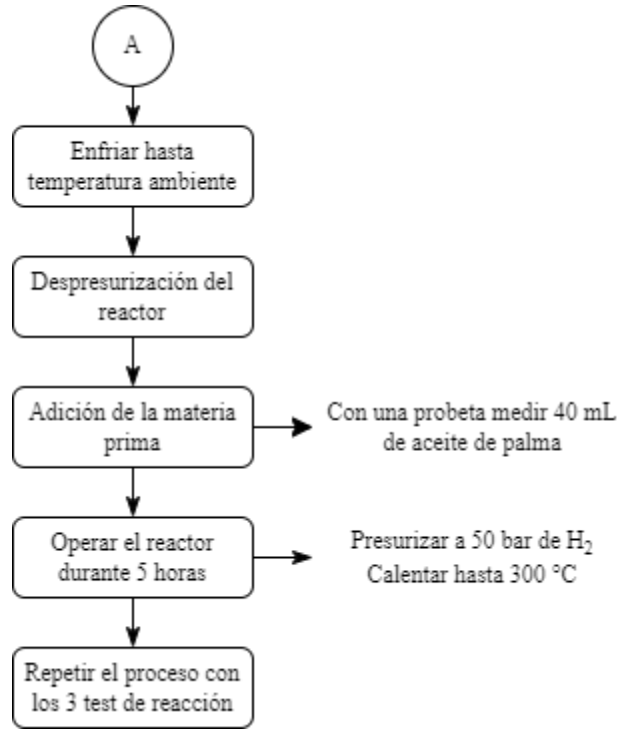 A
Enfriar hasta
temperatura ambiente
Despresurización del
reactor
Adición de la materia
prima
Con una probeta medir 40 mL
de aceite de palma
Operar el reactor
durante 5 horas
Presurizar a 50 bar de H₂
Calentar hasta 300 °C
Repetir el proceso con
los 3 test de reacción